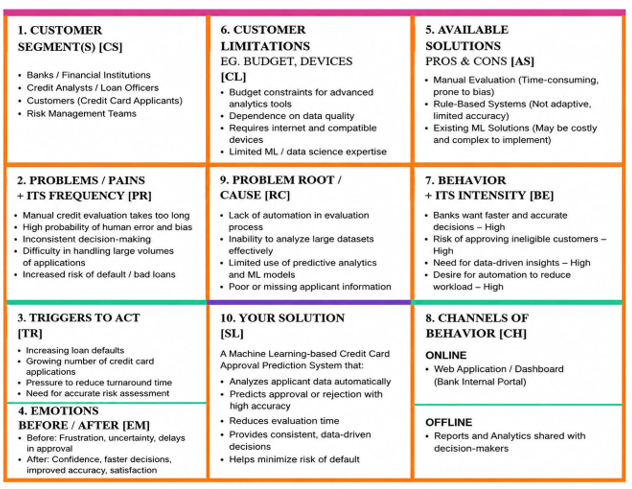 1. CUSTOMER
SEGMENT(S) [CS]
• Banks / Financial Institutions
• Credit Analysts / Loan Officers
• Customers (Credit Card Applicants)
• Risk Management Teams
6. CUSTOMER
LIMITATIONS
EG. BUDGET, DEVICES
[CL]
• Budget constraints for advanced
analytics tools
• Dependence on data quality
• Requires internet and compatible
devices
• Limited ML / data science expertise
5. AVAILABLE
SOLUTIONS
PROS & CONS [AS]
• Manual Evaluation (Time-consuming,
prone to bias)
• Rule-Based Systems (Not adaptive,
limited accuracy)
• Existing ML Solutions (May be costly
and complex to implement)
2. PROBLEMS / PAINS
+ ITS FREQUENCY [PR]
• Manual credit evaluation takes too long
• High probability of human error and bias
• Inconsistent decision-making
• Difficulty in handling large volumes
of applications
• Increased risk of default / bad loans
9. PROBLEM ROOT /
CAUSE [RC]
• Lack of automation in evaluation
process
• Inability to analyze large datasets
effectively
• Limited use of predictive analytics
and ML models
• Poor or missing applicant information
7. BEHAVIOR
+ ITS INTENSITY [BE]
• Banks want faster and accurate
decisions – High
• Risk of approving ineligible customers –
High
• Need for data-driven insights – High
• Desire for automation to reduce
workload – High
3. TRIGGERS TO ACT
[TR]
• Increasing loan defaults
• Growing number of credit card
applications
• Pressure to reduce turnaround time
• Need for accurate risk assessment
4. EMOTIONS
BEFORE / AFTER [EM]
• Before: Frustration, uncertainty, delays
in approval
• After: Confidence, faster decisions,
improved accuracy, satisfaction
10. YOUR SOLUTION
[SL]
A Machine Learning-based Credit Card
Approval Prediction System that:
• Analyzes applicant data automatically
• Predicts approval or rejection with
high accuracy
• Reduces evaluation time
• Provides consistent, data-driven
decisions
• Helps minimize risk of default
8. CHANNELS OF
BEHAVIOR [CH]
ONLINE
• Web Application / Dashboard
(Bank Internal Portal)
OFFLINE
• Reports and Analytics shared with
decision-makers